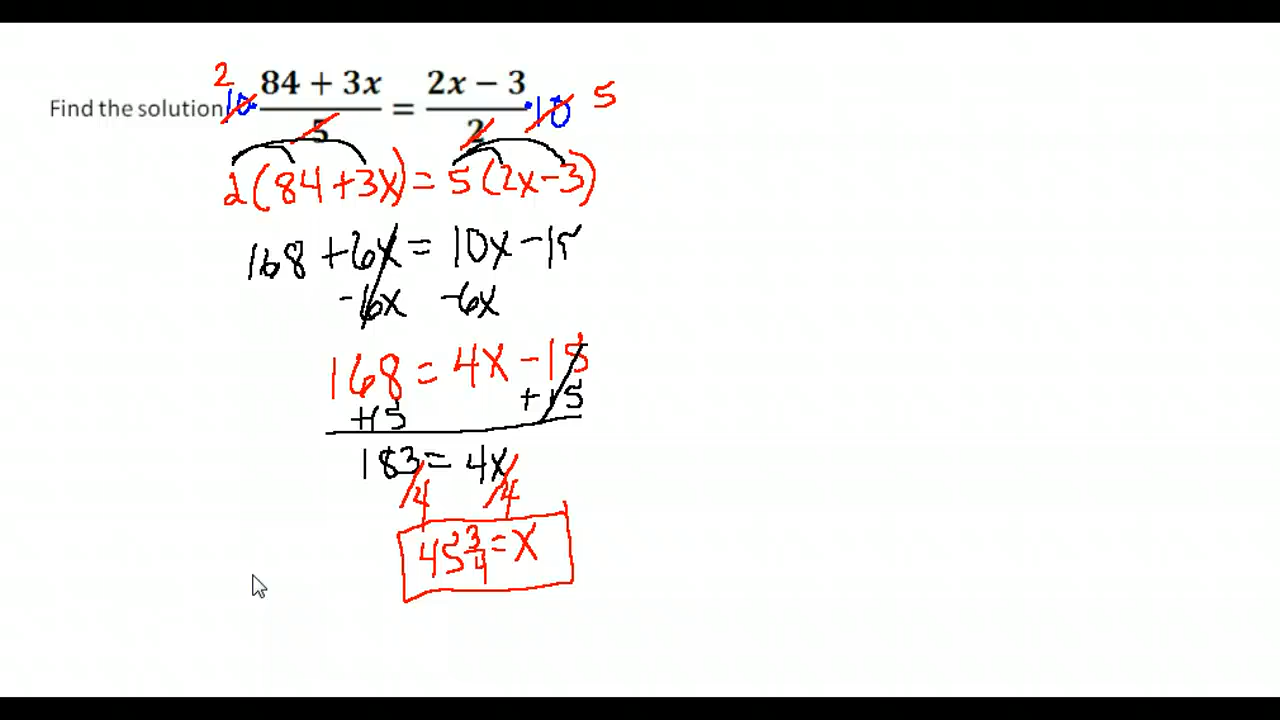 2
Find the solution 10 · (84 + 3x)/5 = (2x − 3)/2 · 10 5
2(84+3x) = 5(2x−3)
168 + 6x = 10x − 15
-6x -6x
168 = 4x − 15
+15 +15
183 = 4x
/4 /4
45 3/4 = x